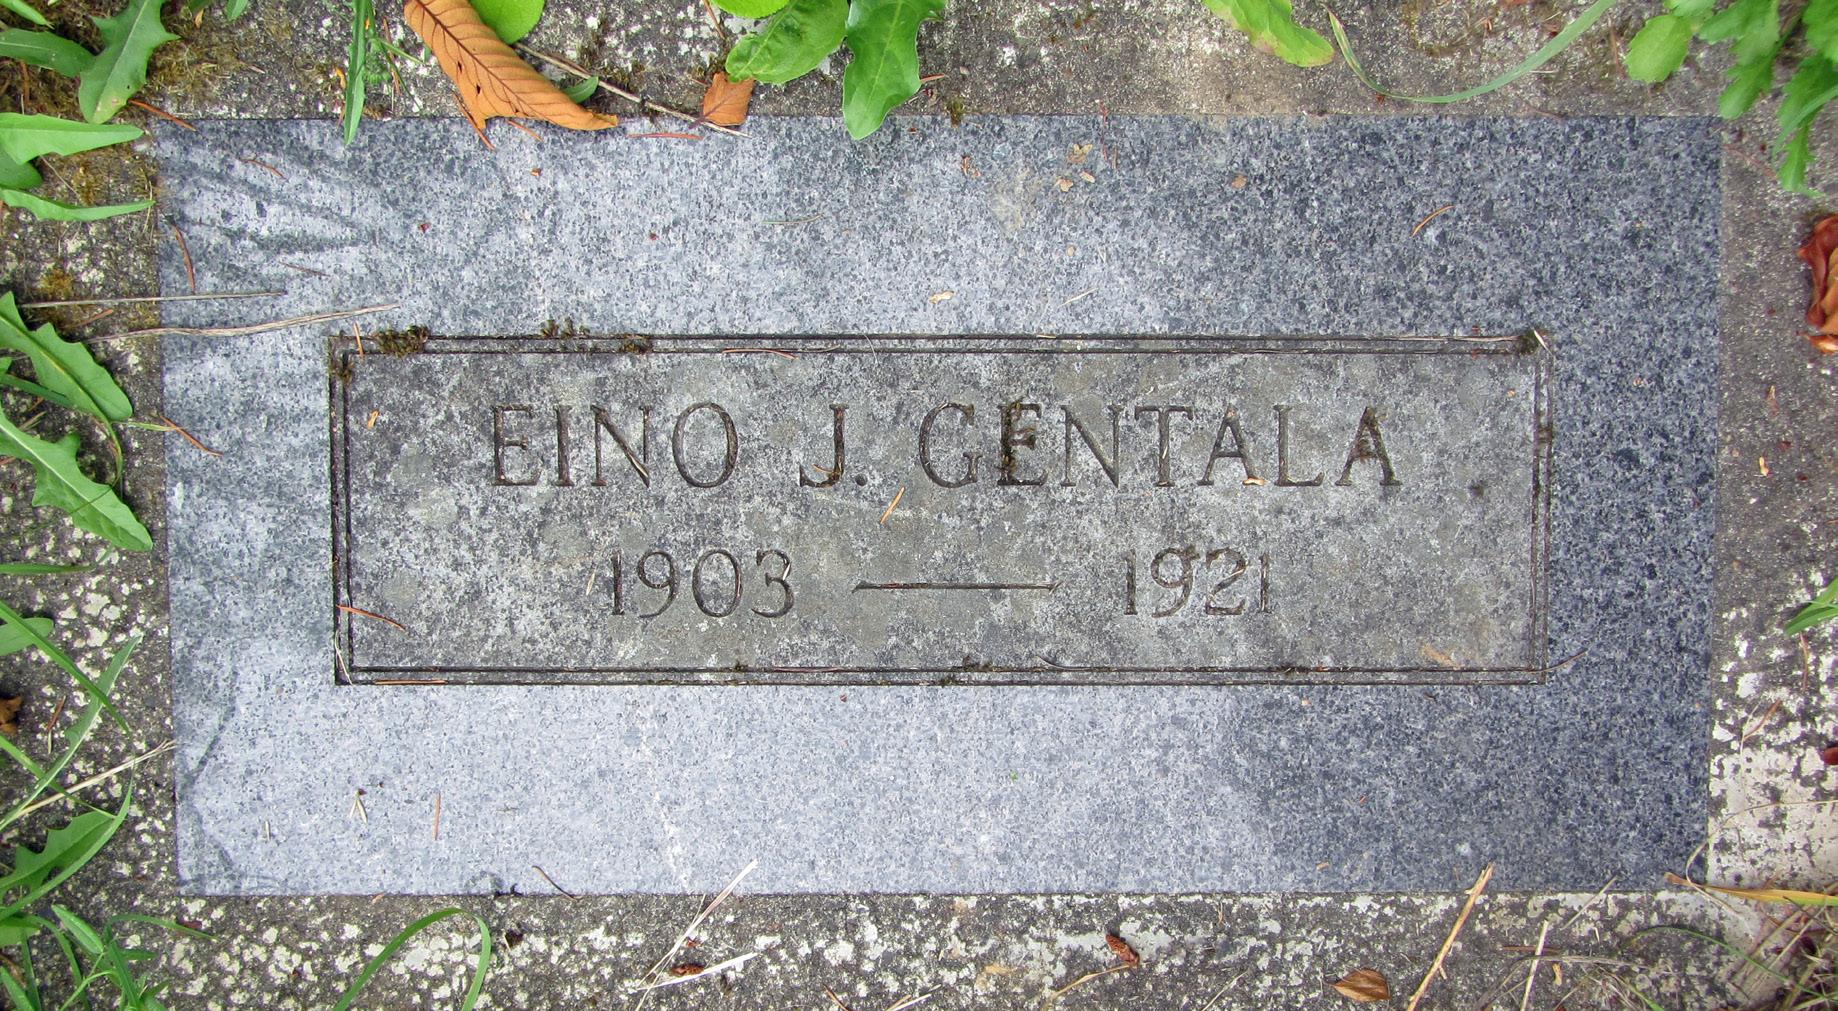 EINO J. GENTALA
1903 — 1921